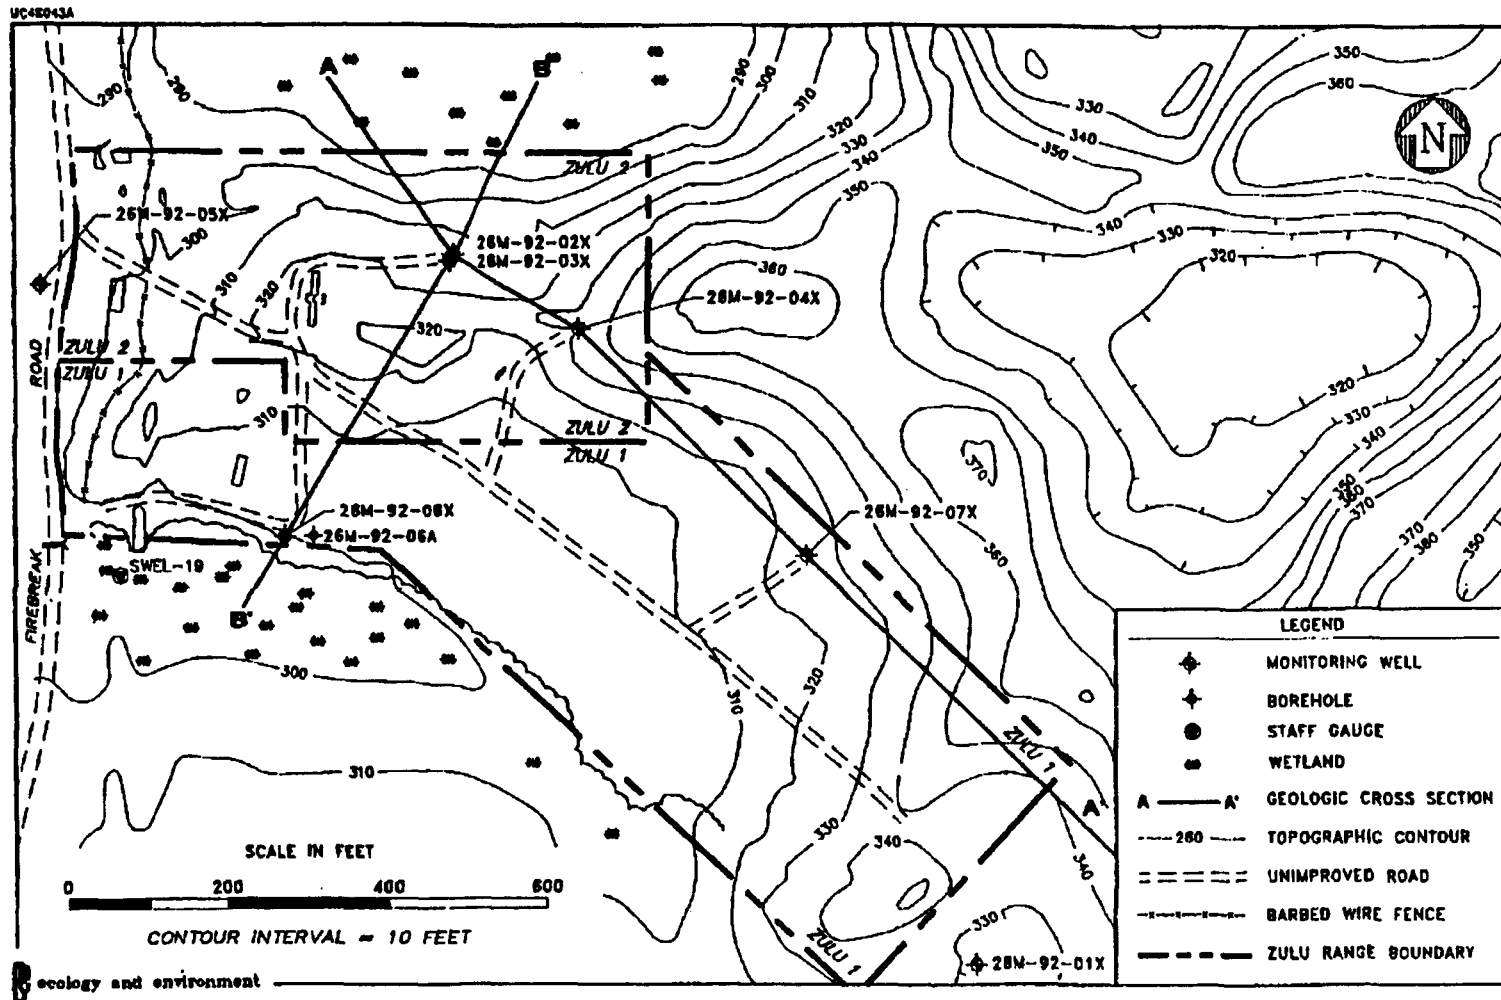 UC4E043A
A
B
290
280
290
300
310
320
330
340
350
350
360
330
340
350
N
ZULU 2
26M-92-05X
300
26M-92-02X
26M-92-03X
310
320
360
26M-92-04X
320
340
330
320
ROAD
ZULU 2
ZULU 1
310
ZULU 2
ZULU 1
320
330
340
350
360
370
370
360
380
370
350
26M-92-06X
26M-92-06A
26M-92-07X
SWEL-19
FIREBREAK
B'
300
310
320
310
330
340
ZULU 1
A'
340
330
ZULU 1
26M-92-01X
SCALE IN FEET
0 200 400 600
CONTOUR INTERVAL = 10 FEET
ecology and environment
LEGEND
MONITORING WELL
BOREHOLE
STAFF GAUGE
WETLAND
A A' GEOLOGIC CROSS SECTION
260 TOPOGRAPHIC CONTOUR
UNIMPROVED ROAD
BARBED WIRE FENCE
ZULU RANGE BOUNDARY